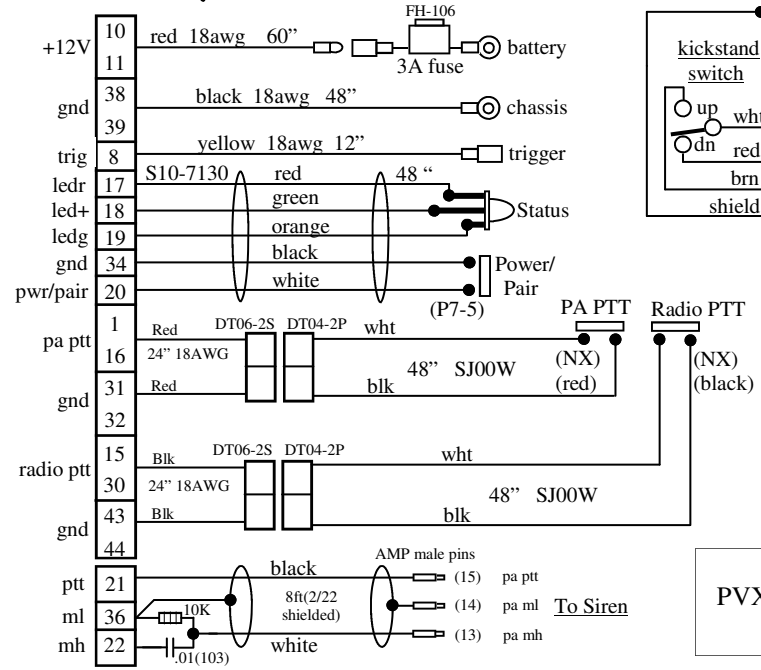 FH-106
+12V 10 red 18awg 60” battery
11 3A fuse
gnd 38 black 18awg 48” chassis
39
trig 8 yellow 18awg 12” trigger
ledr 17 S10-7130 red 48 “
led+ 18 green Status
ledg 19 orange
gnd 34 black Power/
pwr/pair 20 white Pair
(P7-5)
kickstand
switch
up
wht
dn
red
brn
shield
PA PTT Radio PTT
pa ptt 1 Red DT06-2S DT04-2P wht
16 24” 18AWG (NX) (NX)
(red) (black)
48” SJ00W
gnd 31 Red blk
32
radio ptt 15 Blk DT06-2S DT04-2P wht
30 24” 18AWG 48” SJ00W
gnd 43 Blk blk
44
AMP male pins
ptt 21 black (15) pa ptt
ml 36 10K 8ft(2/22 (14) pa ml To Siren
shielded)
mh 22 .01(103) white (13) pa mh
PVX